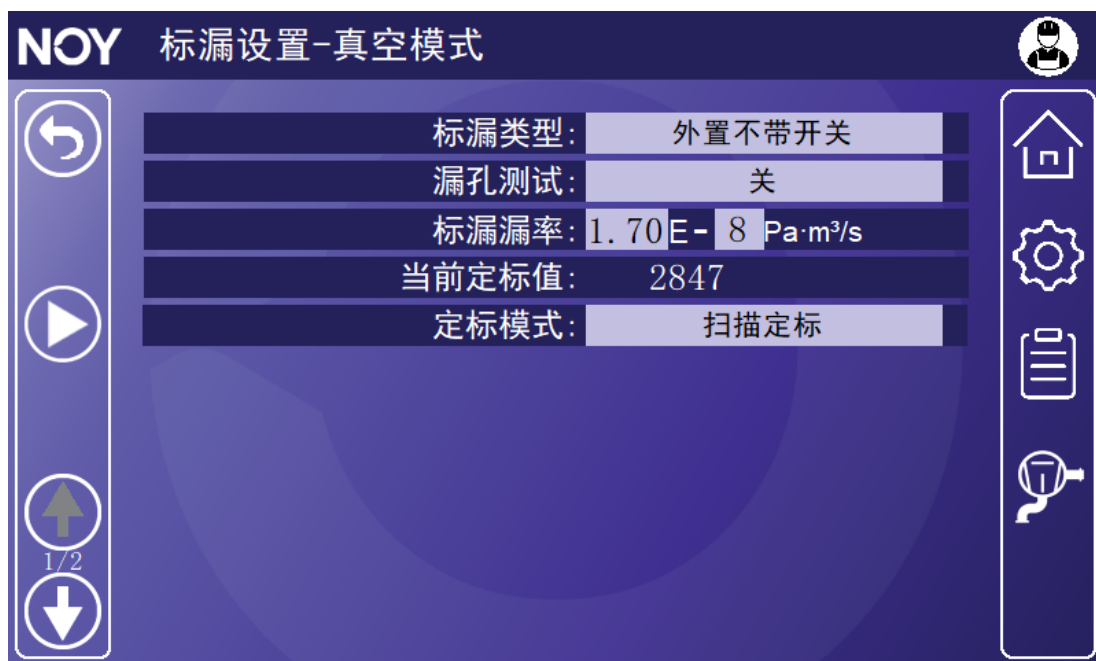 NOY 标漏设置-真空模式
标漏类型: 外置不带开关
漏孔测试: 关
标漏漏率: 1.70E- 8 Pa·m³/s
当前定标值: 2847
定标模式: 扫描定标
1/2